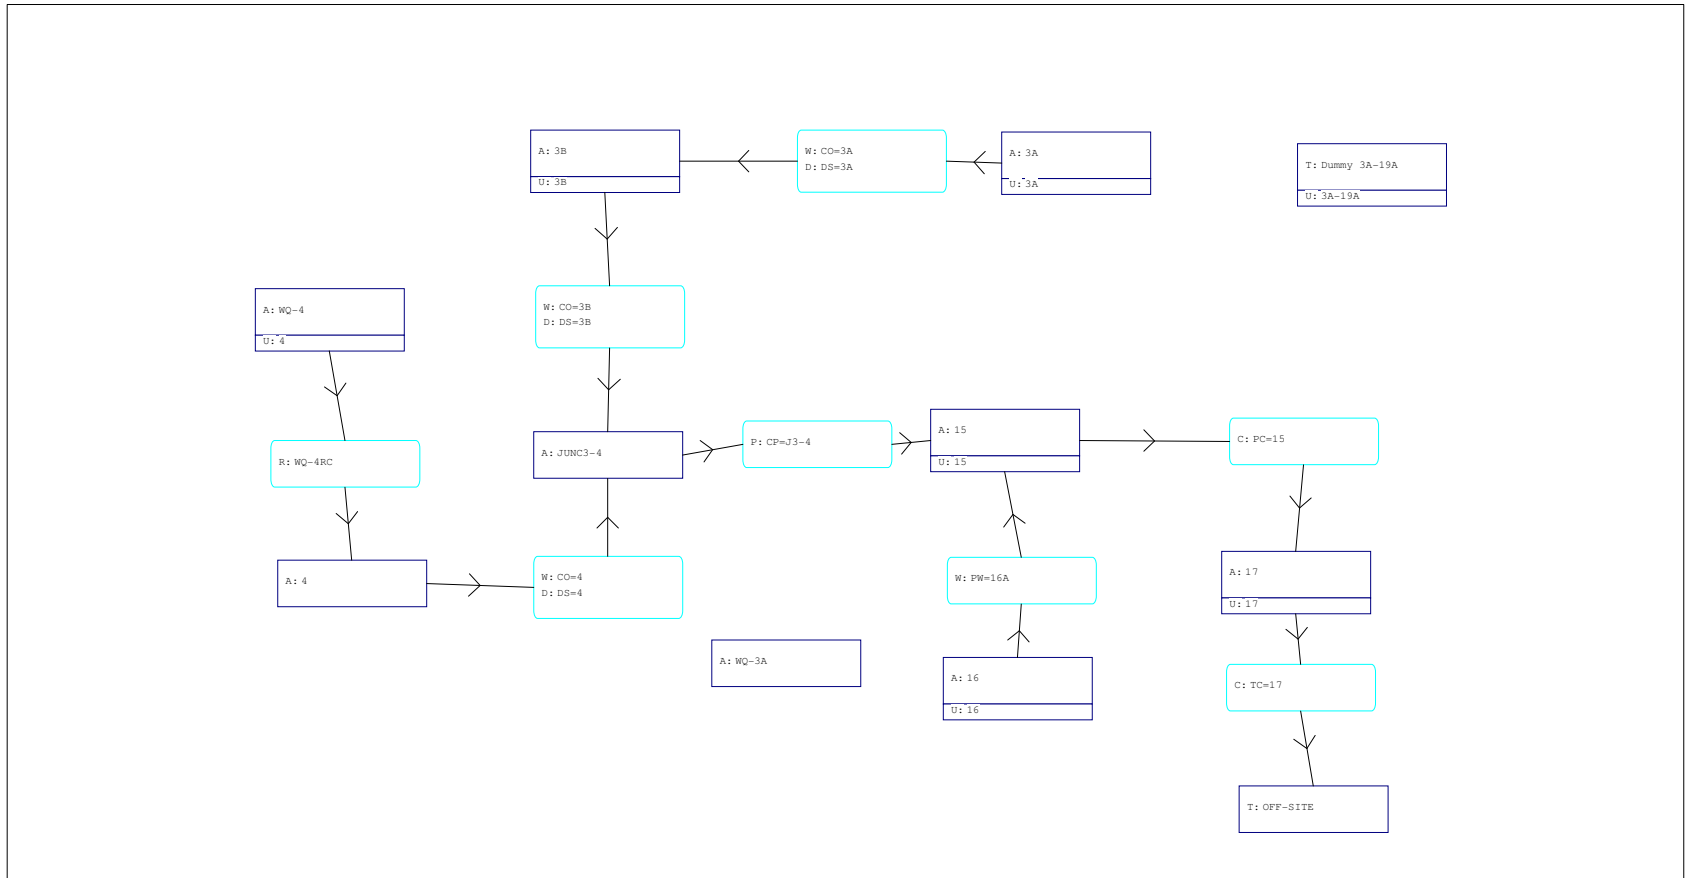 A: 3B
U: 3B
W: CO=3A
D: DS=3A
A: 3A
U: 3A
T: Dummy 3A-19A
U: 3A-19A
A: WQ-4
U: 4
W: CO=3B
D: DS=3B
R: WQ-4RC
A: JUNC3-4
P: CP=J3-4
A: 15
U: 15
C: PC=15
A: 4
W: CO=4
D: DS=4
W: PW=16A
A: 17
U: 17
A: WQ-3A
A: 16
U: 16
C: TC=17
T: OFF-SITE